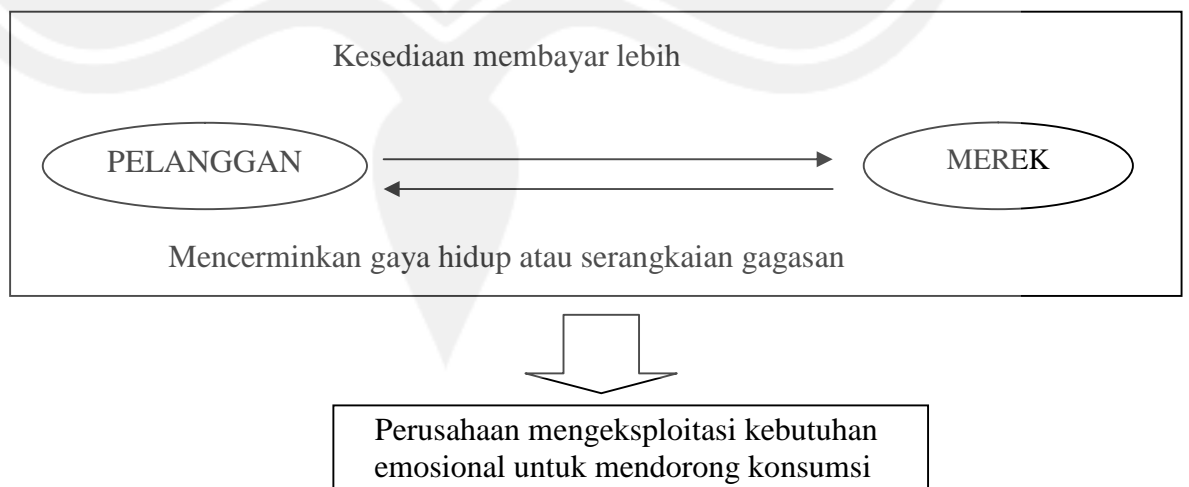 Kesediaan membayar lebih
PELANGGAN
MEREK
Mencerminkan gaya hidup atau serangkaian gagasan
Perusahaan mengeksploitasi kebutuhan
emosional untuk mendorong konsumsi